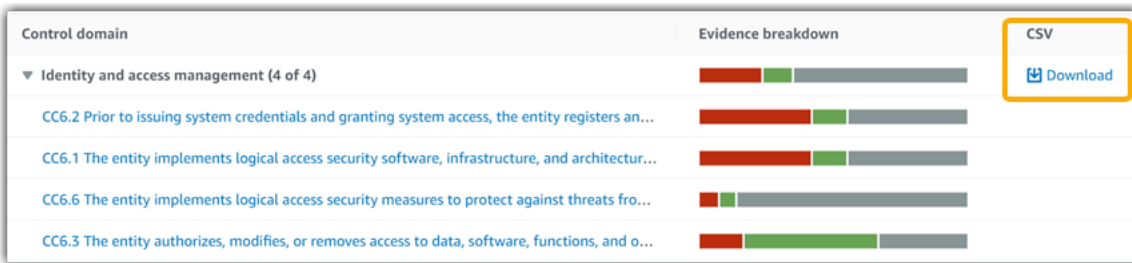 Control domain Evidence breakdown CSV
Identity and access management (4 of 4) Download
CC6.2 Prior to issuing system credentials and granting system access, the entity registers an...
CC6.1 The entity implements logical access security software, infrastructure, and architectur...
CC6.6 The entity implements logical access security measures to protect against threats fro...
CC6.3 The entity authorizes, modifies, or removes access to data, software, functions, and o...